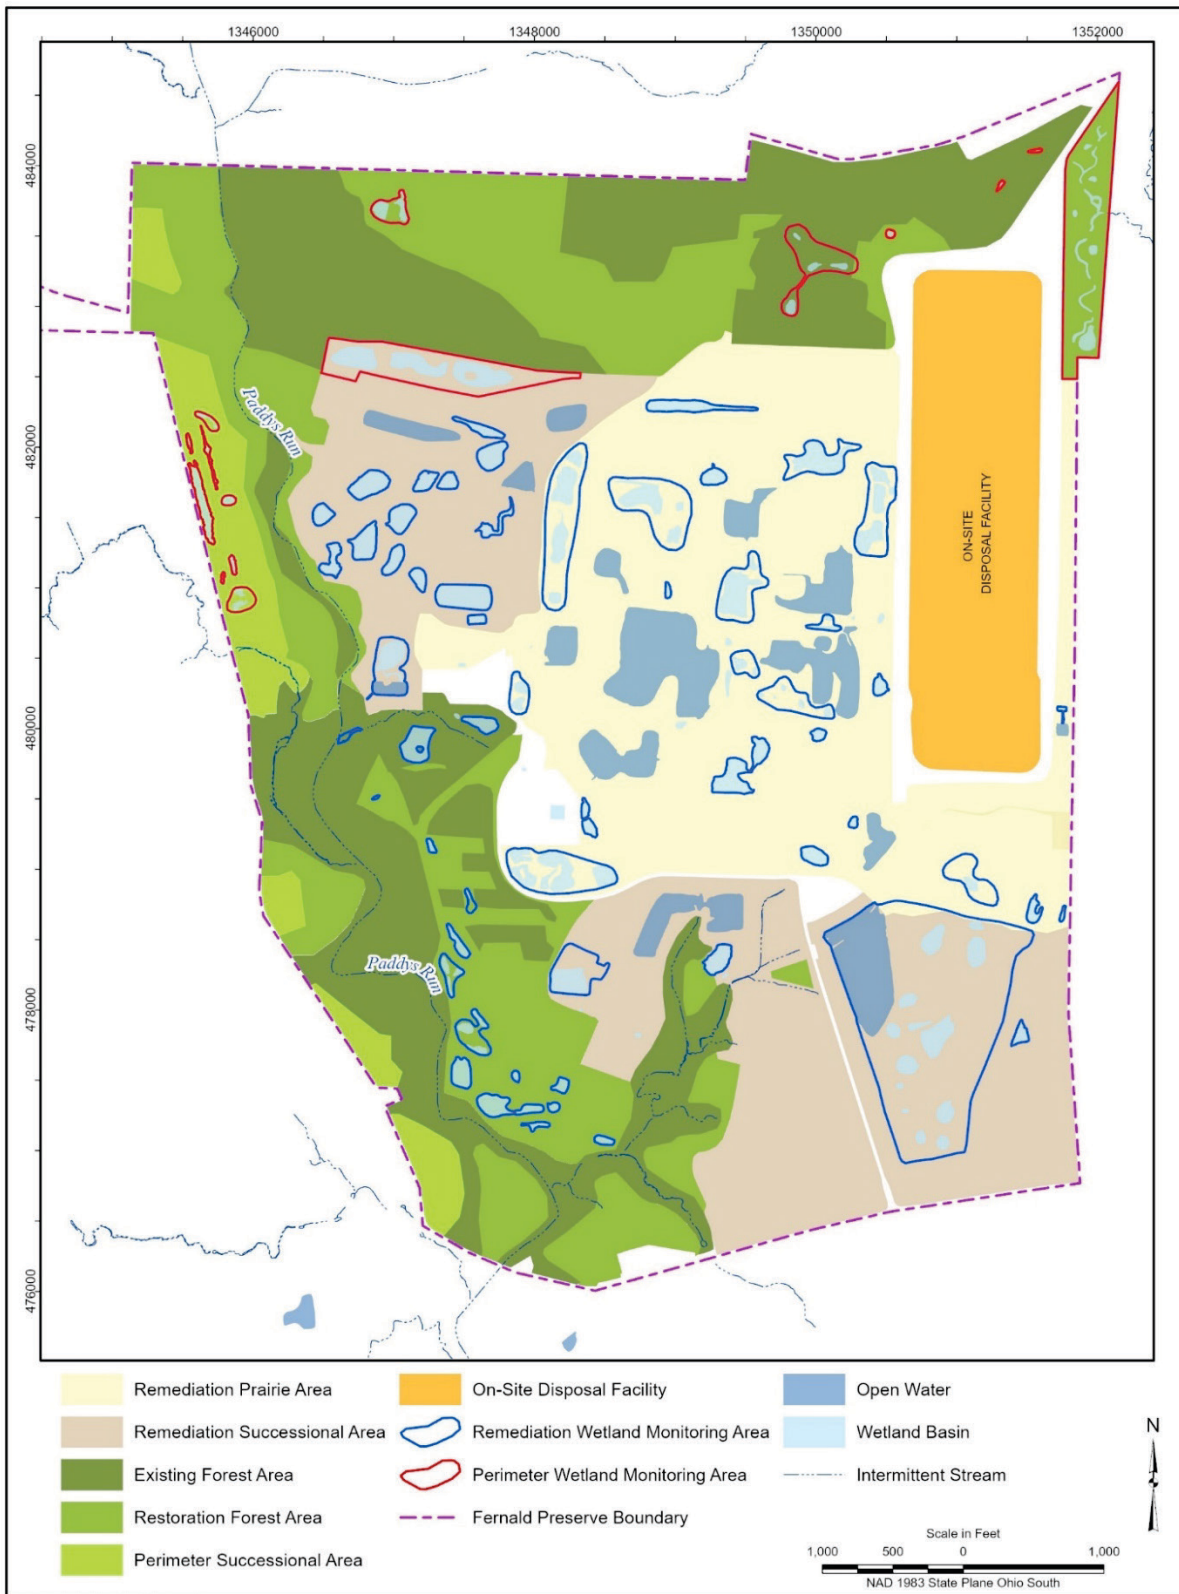 1346000
1348000
1350000
1352000
484000
482000
480000
478000
476000
Paddys Run
Paddys Run
ON-SITE
DISPOSAL FACILITY
Remediation Prairie Area
Remediation Successional Area
Existing Forest Area
Restoration Forest Area
Perimeter Successional Area
On-Site Disposal Facility
Remediation Wetland Monitoring Area
Perimeter Wetland Monitoring Area
Fernald Preserve Boundary
Open Water
Wetland Basin
Intermittent Stream
N
Scale in Feet
1,000 500 0 1,000
NAD 1983 State Plane Ohio South